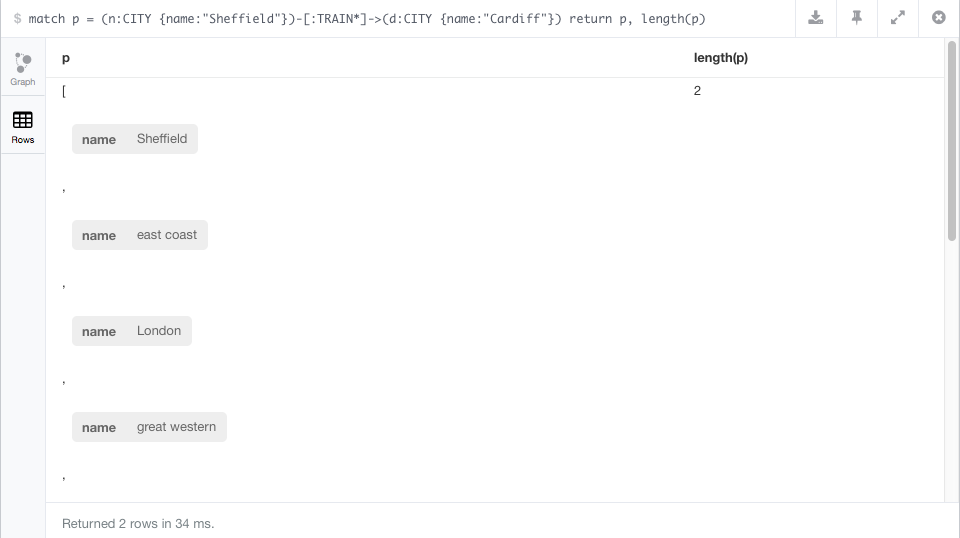 $ match p = (n:CITY {name:"Sheffield"})-[:TRAIN*]->(d:CITY {name:"Cardiff"}) return p, length(p)
Graph
Rows
p length(p)
[ 2
name Sheffield
,
name east coast
,
name London
,
name great western
,
Returned 2 rows in 34 ms.